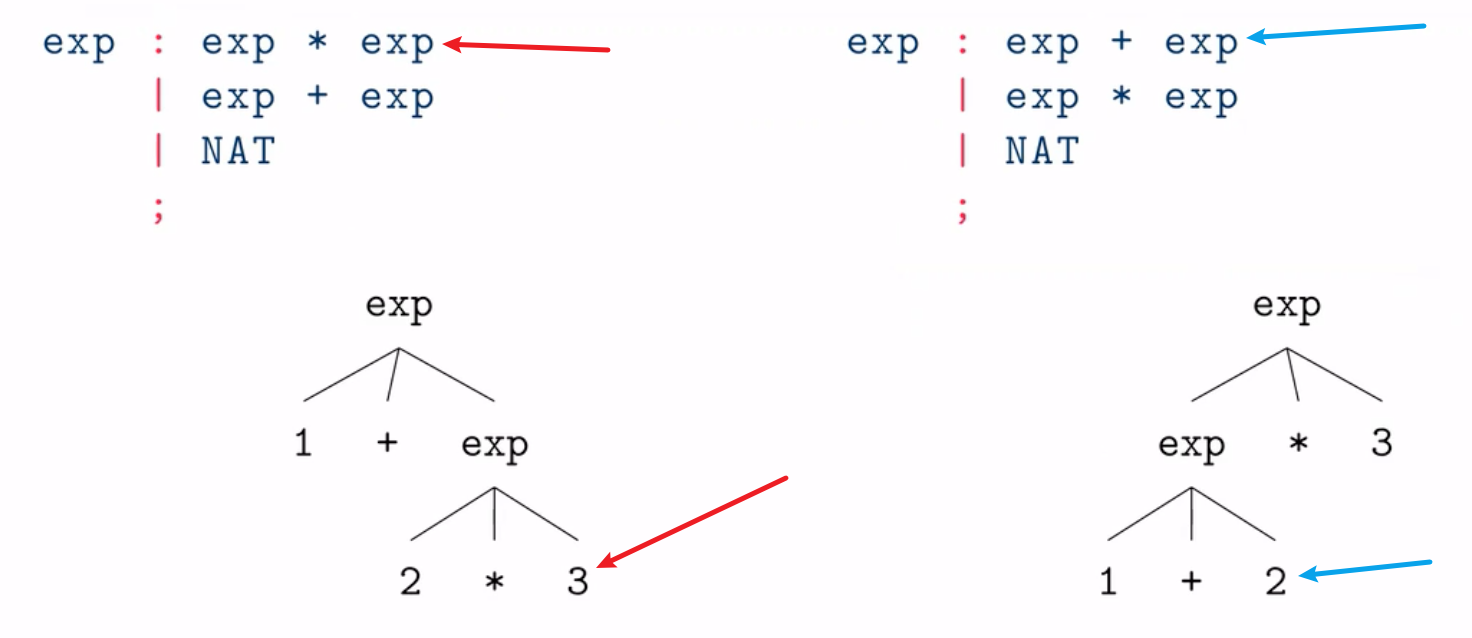 exp : exp * exp
| exp + exp
| NAT
;
exp : exp + exp
| exp * exp
| NAT
;
exp
1 + exp
2 * 3
exp
exp * 3
1 + 2